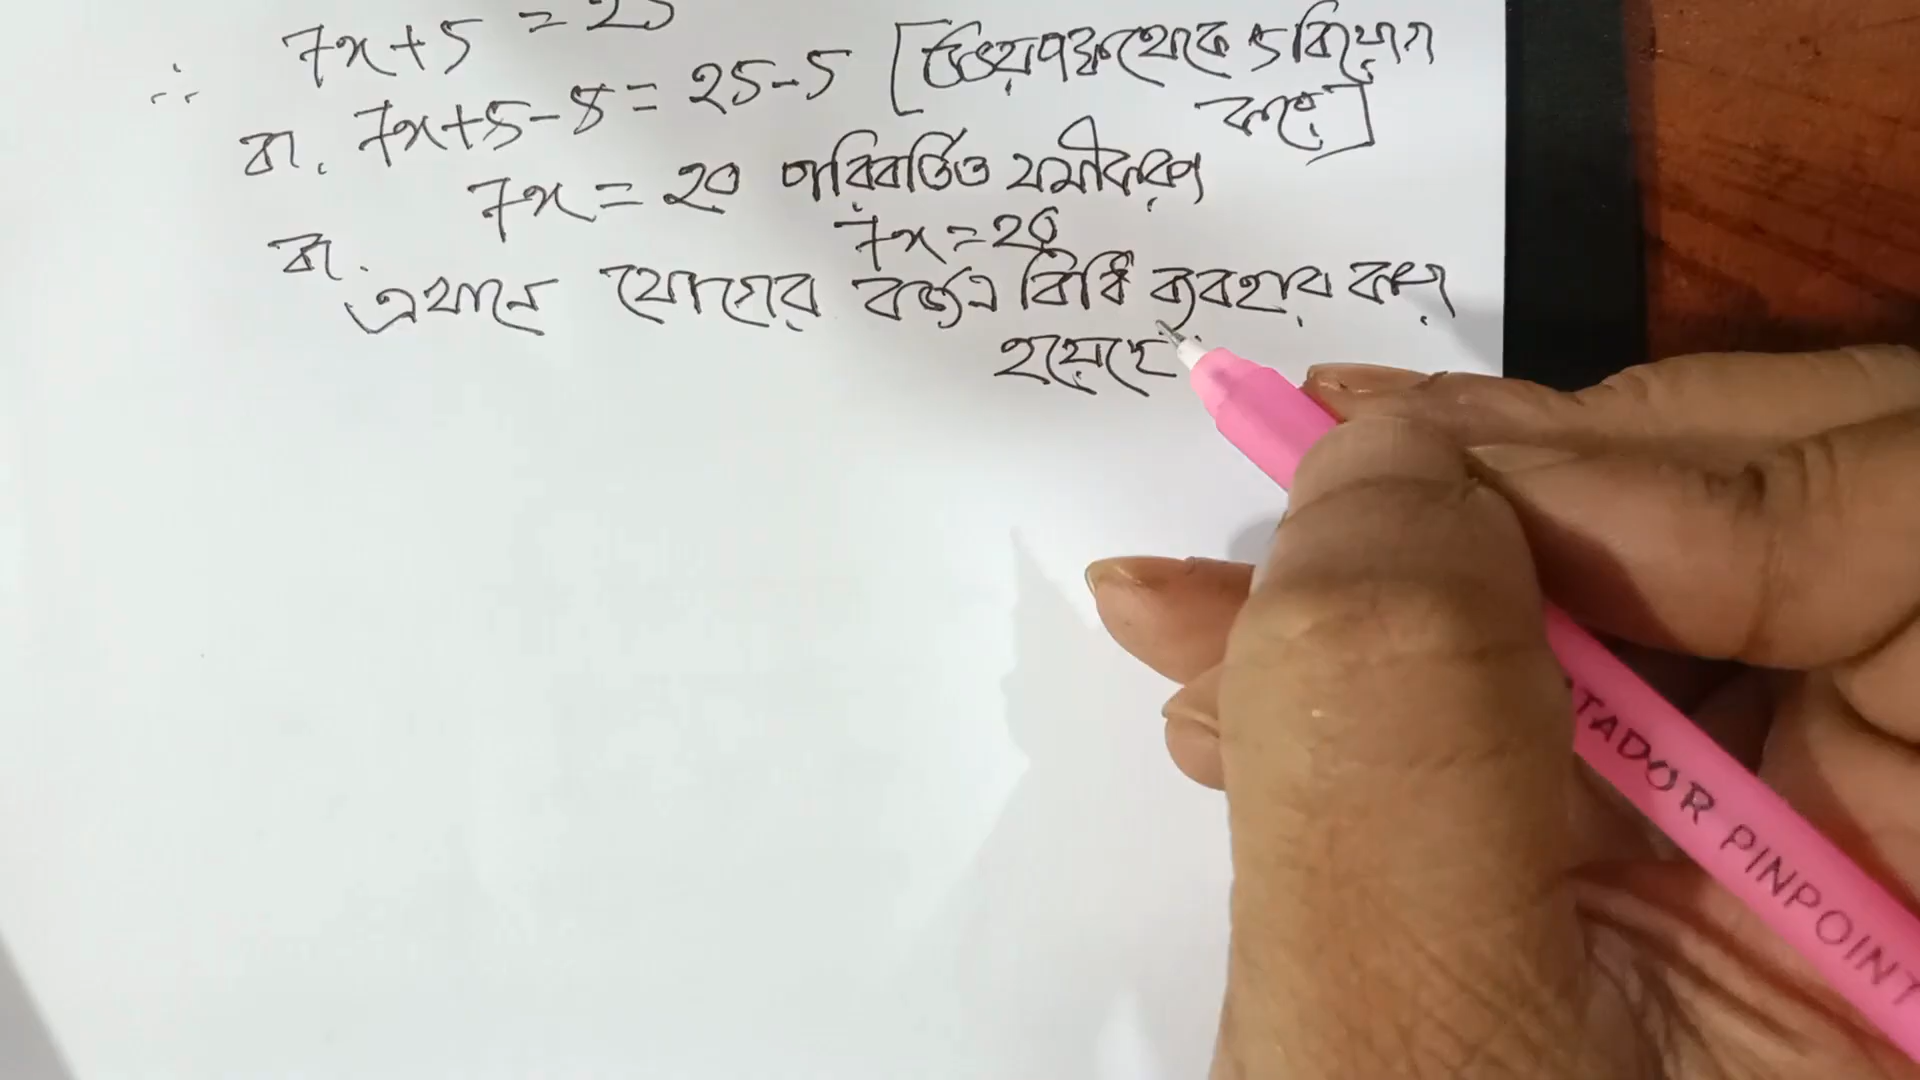 ∴ 7x+5 = 25
বা, 7x+5-5 = 25-5 [উভয়পক্ষ থেকে 5 বিয়োগ
করে]
বা, 7x = 20 পরিবর্তিত সমীকরণ
7x = 20
এখানে যোগের বর্জন বিধি ব্যবহার করা
হয়েছে
TADOR PINPOINT